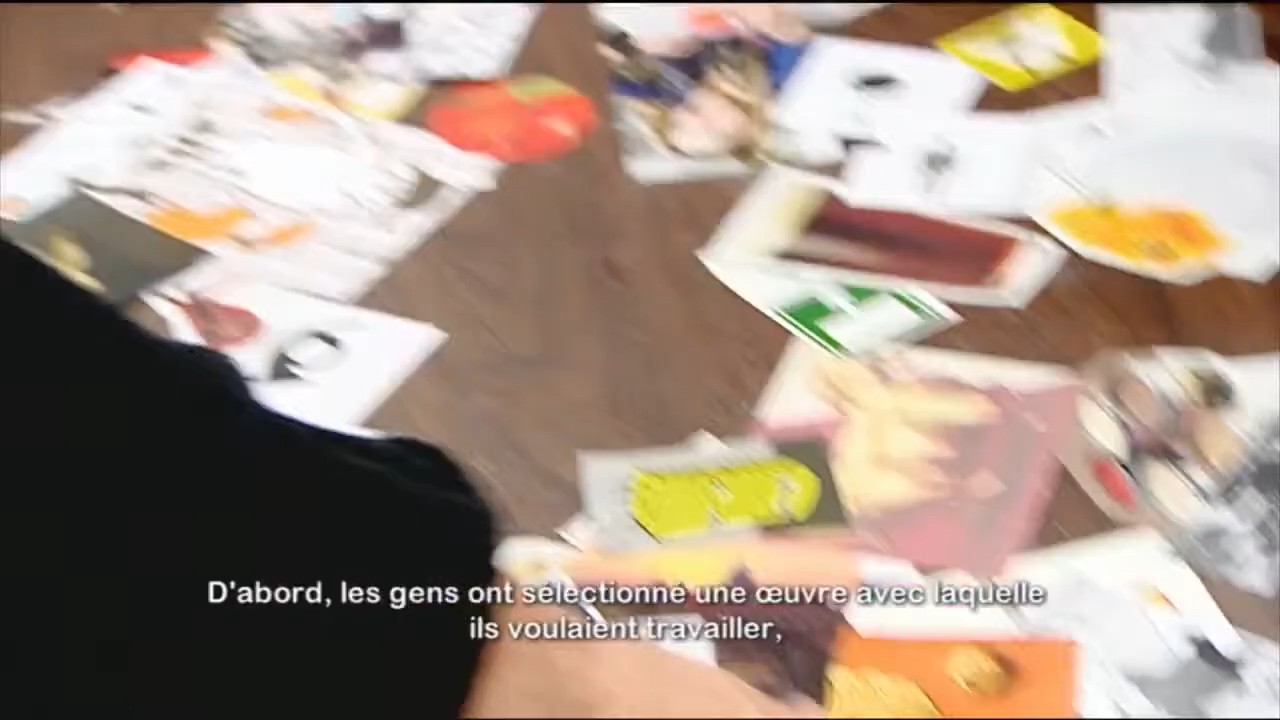 D'abord, les gens ont sélectionné une œuvre avec laquelle
ils voulaient travailler,